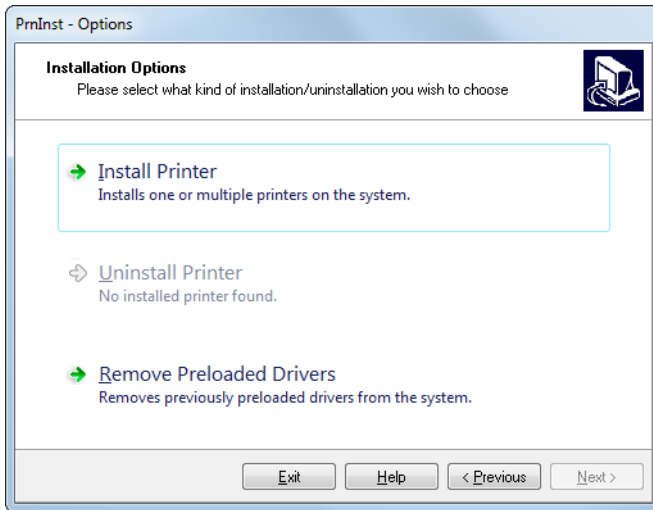 PrnInst - Options
Installation Options
Please select what kind of installation/uninstallation you wish to choose
Install Printer
Installs one or multiple printers on the system.
Uninstall Printer
No installed printer found.
Remove Preloaded Drivers
Removes previously preloaded drivers from the system.
Exit Help < Previous Next >